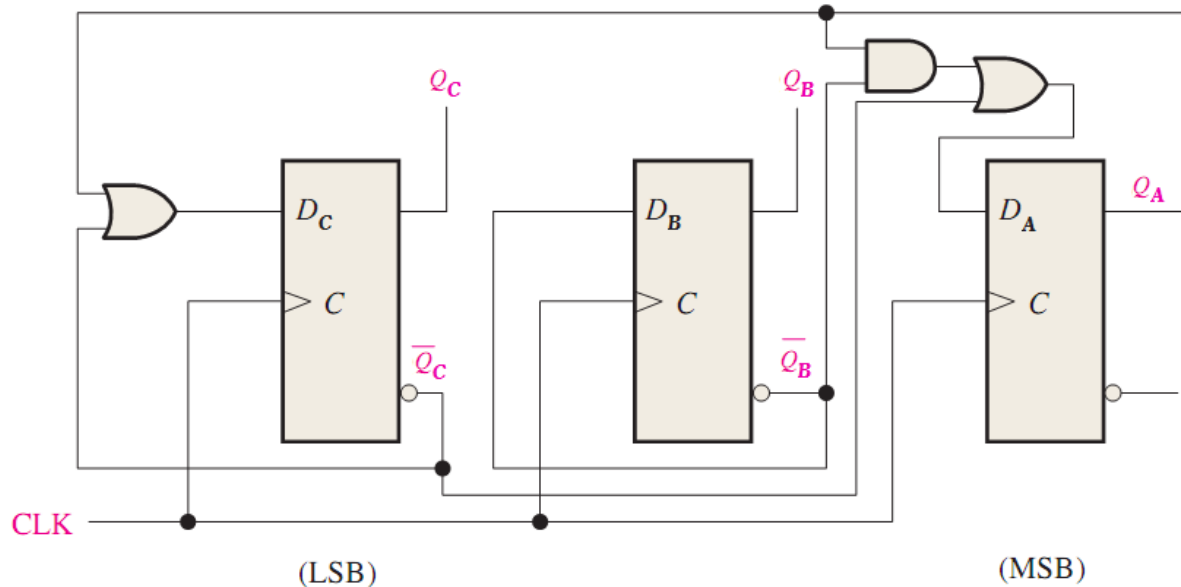 Q_C
Q_B
D_C
D_B
D_A
Q_A
C
C
C
Q̅_C
Q̅_B
CLK
(LSB)
(MSB)